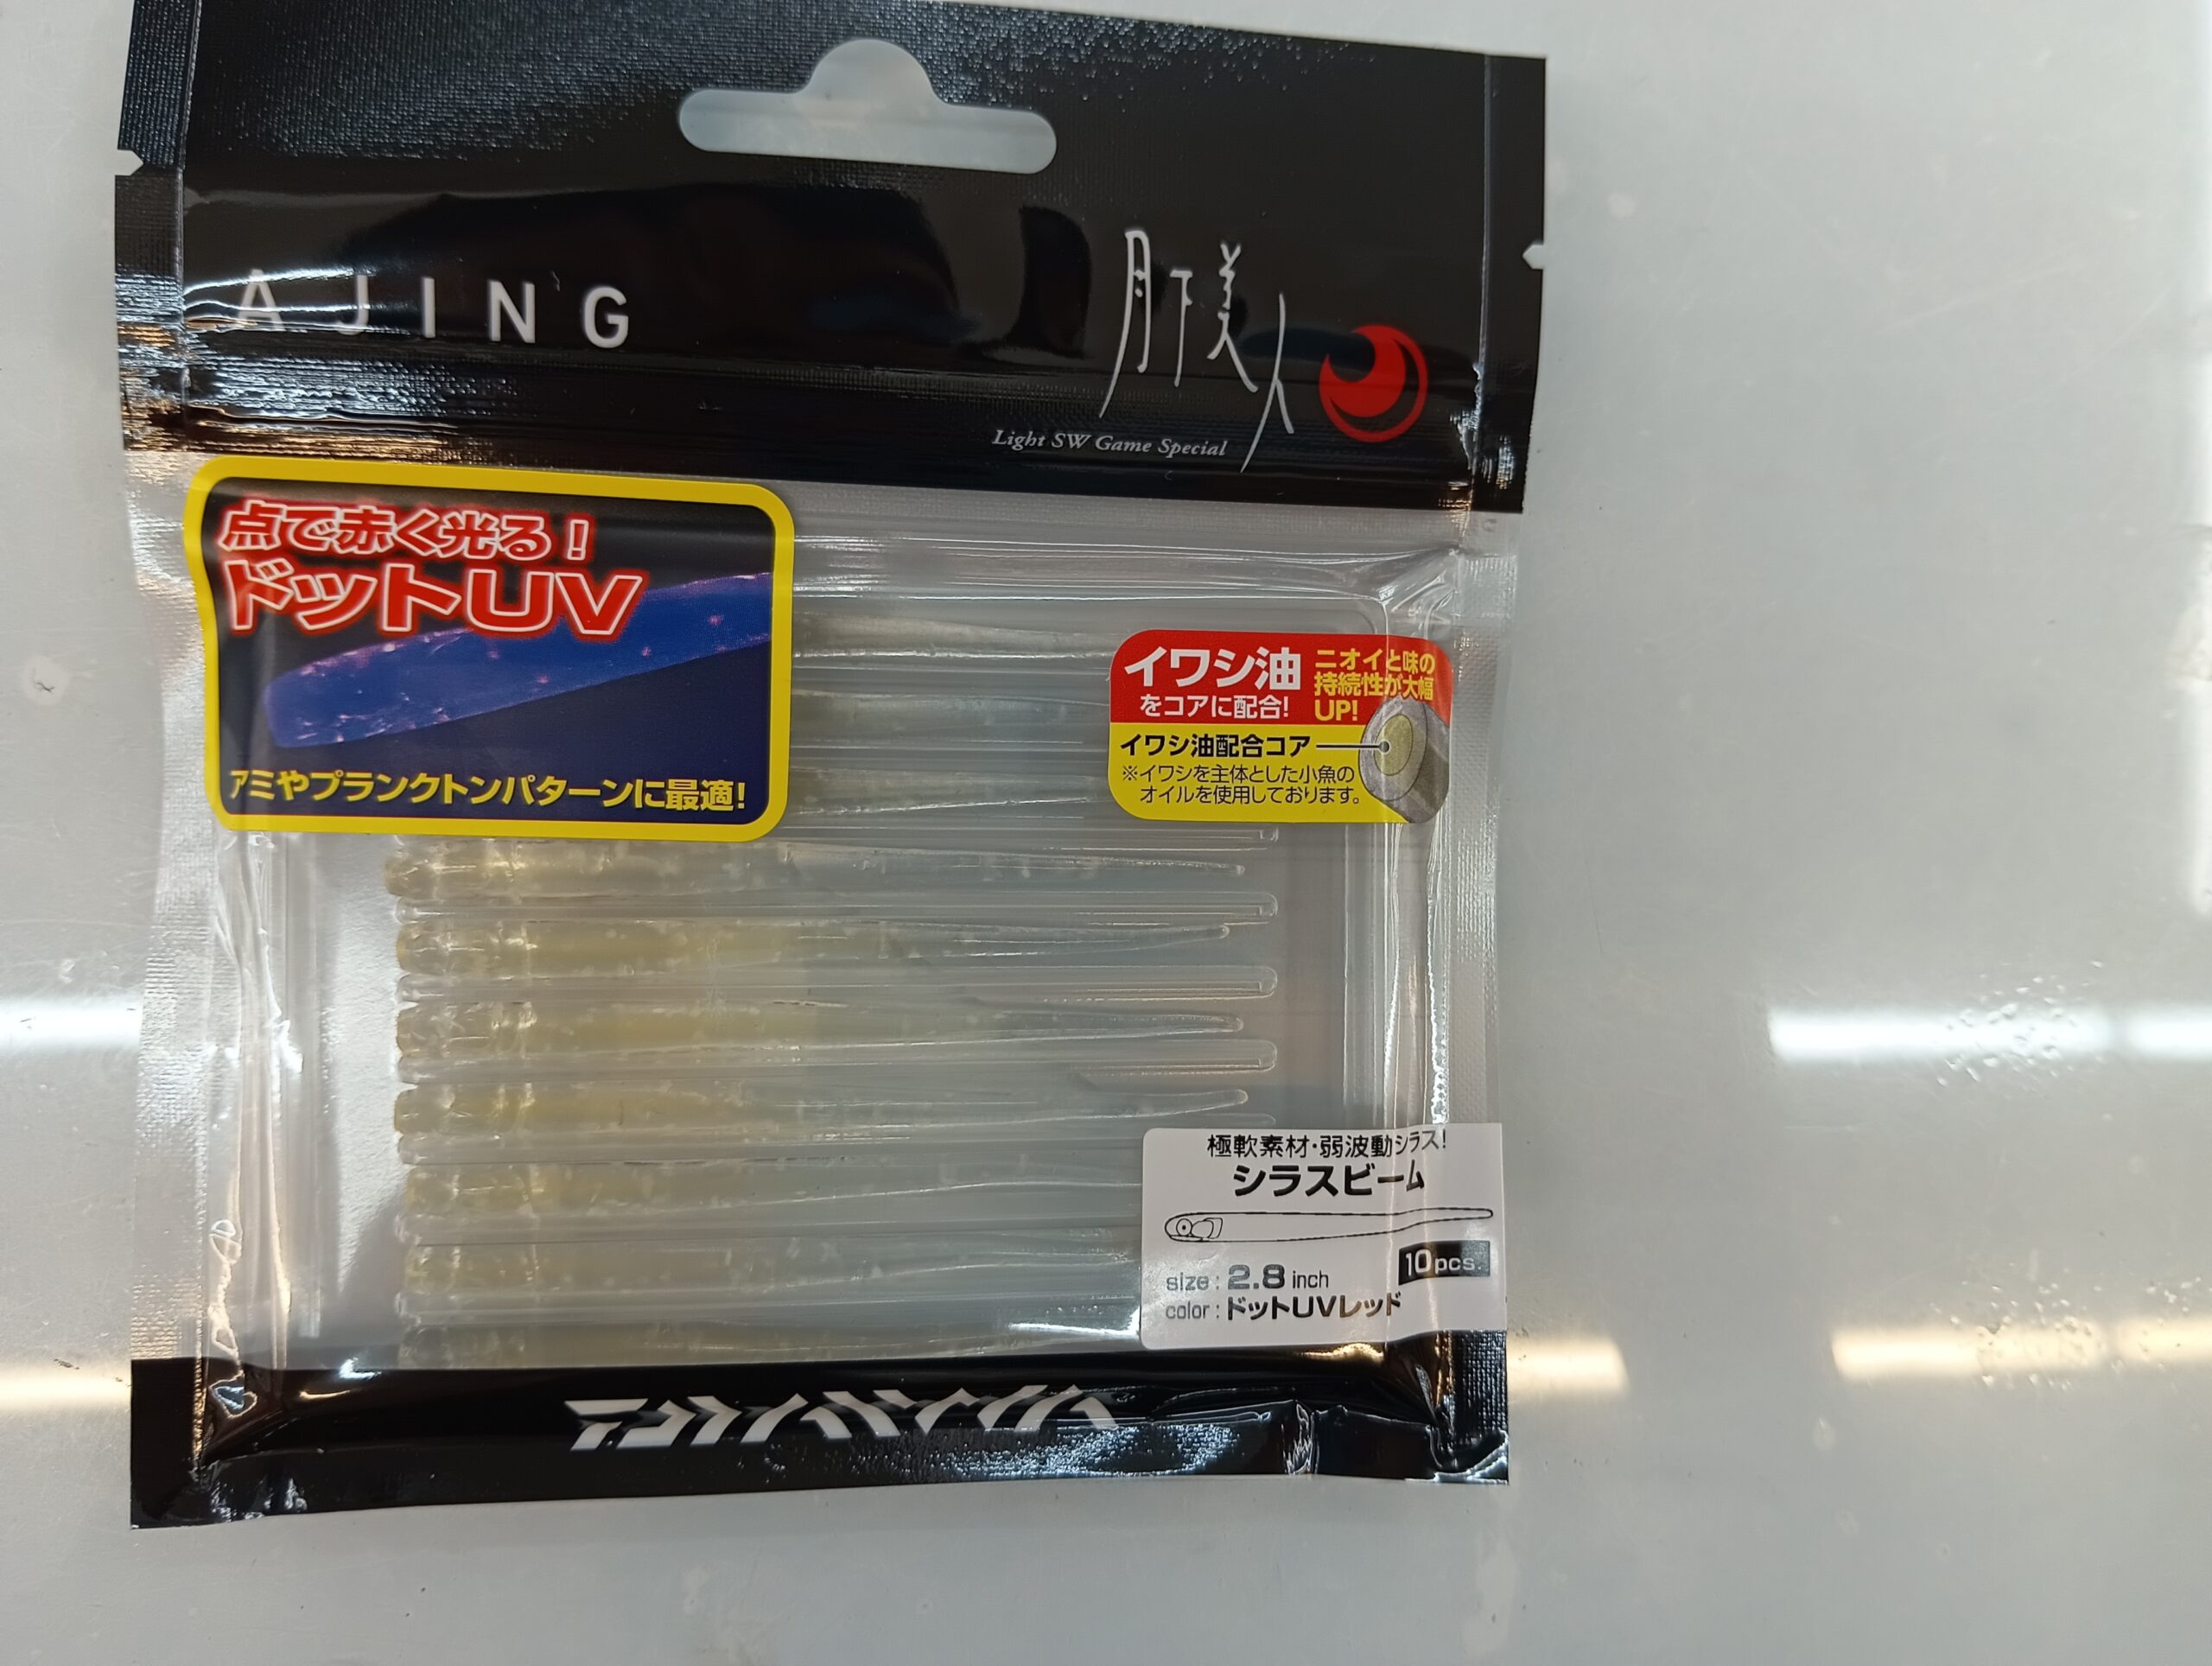 AJING
月下美人
Light SW Game Special
点で赤く光る！
ドットUV
アミやプランクトンパターンに最適！
イワシ油
をコアに配合！
ニオイと味の
持続性が大幅
UP！
イワシ油配合コア
※イワシを主体とした小魚の
オイルを使用しております。
極軟素材・弱波動シラス！
シラスビーム
10pcs.
size：2.8 inch
color：ドットUVレッド
DAIWA